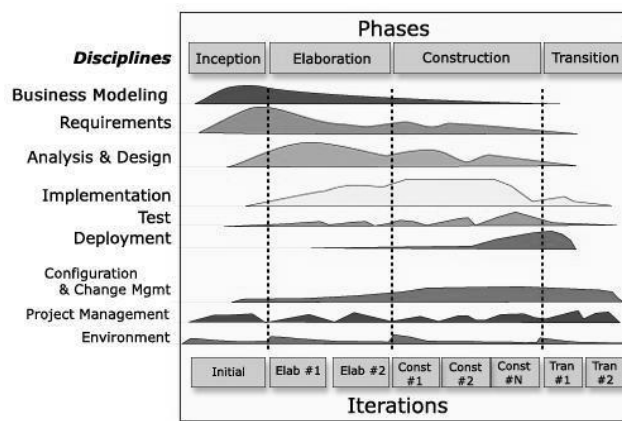 Phases
Disciplines
Inception
Elaboration
Construction
Transition
Business Modeling
Requirements
Analysis & Design
Implementation
Test
Deployment
Configuration
& Change Mgmt
Project Management
Environment
Initial
Elab #1
Elab #2
Const
#1
Const
#2
Const
#N
Tran
#1
Tran
#2
Iterations